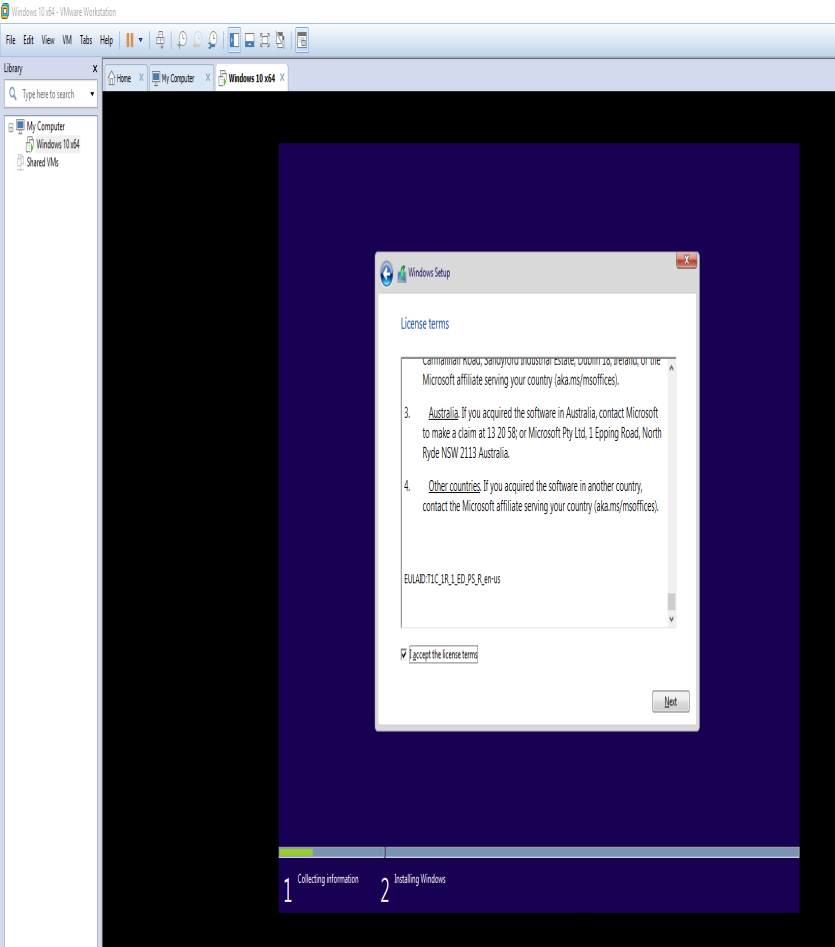 Windows 10 x64 - VMware Workstation
File Edit View VM Tabs Help
Library x
Type here to search
Home x My Computer x Windows 10 x64 x
My Computer
Windows 10 x64
Shared VMs
x
Windows Setup
License terms
Carmanhall Road, Sandyford Industrial Estate, Dublin 18, Ireland, or the
Microsoft affiliate serving your country (aka.ms/msoffices).
3. Australia. If you acquired the software in Australia, contact Microsoft
to make a claim at 13 20 58; or Microsoft Pty Ltd, 1 Epping Road, North
Ryde NSW 2113 Australia.
4. Other countries. If you acquired the software in another country,
contact the Microsoft affiliate serving your country (aka.ms/msoffices).
EULAID:T1C_1R_1_ED_PS_R_en-us
I accept the license terms
Next
1 Collecting information 2 Installing Windows